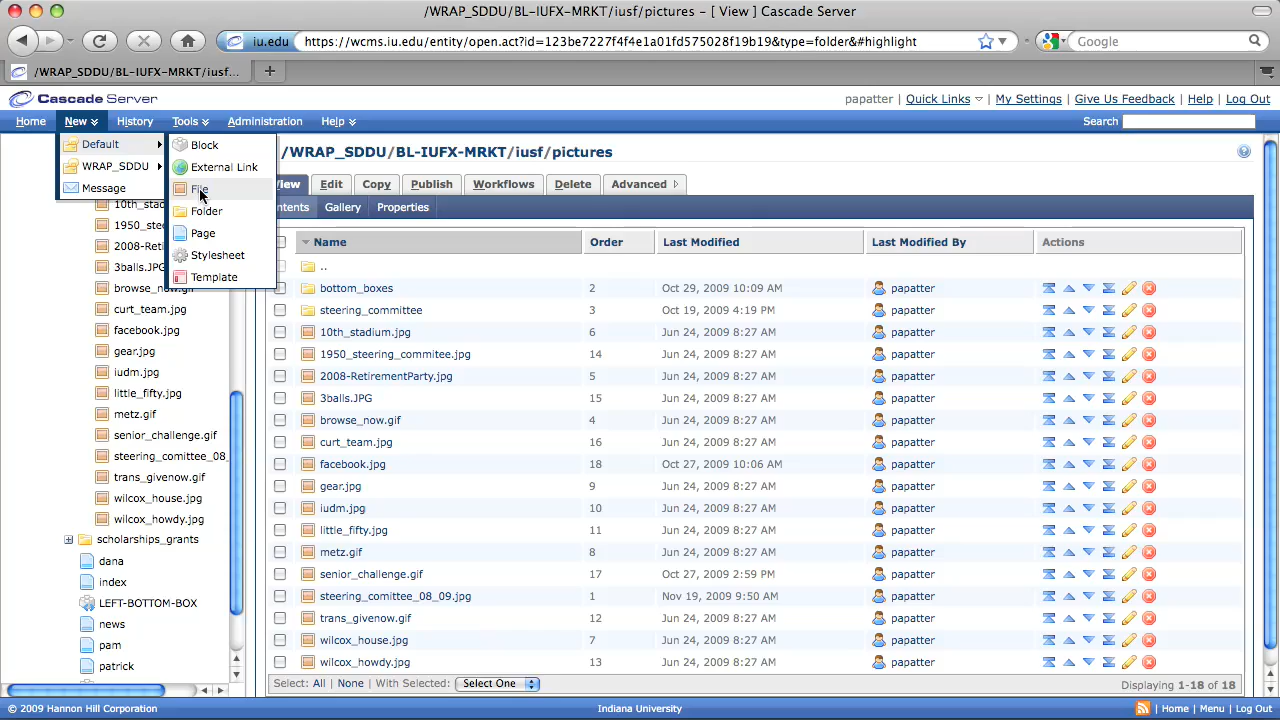 /WRAP_SDDU/BL-IUFX-MRKT/iusf/pictures – [ View ] Cascade Server
iu.edu https://wcms.iu.edu/entity/open.act?id=123be7227f4f4e1a01fd575028f19b19&type=folder&#highlight Google
/WRAP_SDDU/BL-IUFX-MRKT/iusf...
Cascade Server papatter Quick Links My Settings Give Us Feedback Help Log Out
Home New History Tools Administration Help Search
Default
WRAP_SDDU
Message
Block
External Link
File
Folder
Page
Stylesheet
Template
10th_stad
1950_stee
2008-Reti
3balls.JPG
browse_now.gif
curt_team.jpg
facebook.jpg
gear.jpg
iudm.jpg
little_fifty.jpg
metz.gif
senior_challenge.gif
steering_comittee_08_
trans_givenow.gif
wilcox_house.jpg
wilcox_howdy.jpg
scholarships_grants
dana
index
LEFT-BOTTOM-BOX
news
pam
patrick
/WRAP_SDDU/BL-IUFX-MRKT/iusf/pictures
View Edit Copy Publish Workflows Delete Advanced
ntents Gallery Properties
Name Order Last Modified Last Modified By Actions
..
bottom_boxes 2 Oct 29, 2009 10:09 AM papatter
steering_committee 3 Oct 19, 2009 4:19 PM papatter
10th_stadium.jpg 6 Jun 24, 2009 8:27 AM papatter
1950_steering_commitee.jpg 14 Jun 24, 2009 8:27 AM papatter
2008-RetirementParty.jpg 5 Jun 24, 2009 8:27 AM papatter
3balls.JPG 15 Jun 24, 2009 8:27 AM papatter
browse_now.gif 4 Jun 24, 2009 8:27 AM papatter
curt_team.jpg 16 Jun 24, 2009 8:27 AM papatter
facebook.jpg 18 Oct 27, 2009 10:06 AM papatter
gear.jpg 9 Jun 24, 2009 8:27 AM papatter
iudm.jpg 10 Jun 24, 2009 8:27 AM papatter
little_fifty.jpg 11 Jun 24, 2009 8:27 AM papatter
metz.gif 8 Jun 24, 2009 8:27 AM papatter
senior_challenge.gif 17 Oct 27, 2009 2:59 PM papatter
steering_comittee_08_09.jpg 1 Nov 19, 2009 9:50 AM papatter
trans_givenow.gif 12 Jun 24, 2009 8:27 AM papatter
wilcox_house.jpg 7 Jun 24, 2009 8:27 AM papatter
wilcox_howdy.jpg 13 Jun 24, 2009 8:27 AM papatter
Select: All | None | With Selected: Select One Displaying 1-18 of 18
© 2009 Hannon Hill Corporation Indiana University Home | Menu | Log Out